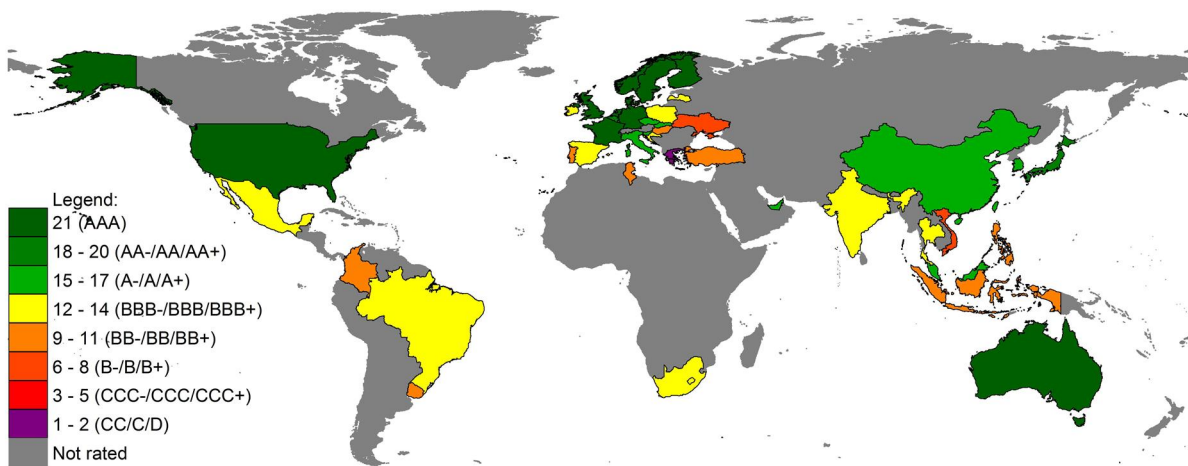 Legend:
21 (AAA)
18 - 20 (AA-/AA/AA+)
15 - 17 (A-/A/A+)
12 - 14 (BBB-/BBB/BBB+)
9 - 11 (BB-/BB/BB+)
6 - 8 (B-/B/B+)
3 - 5 (CCC-/CCC/CCC+)
1 - 2 (CC/C/D)
Not rated